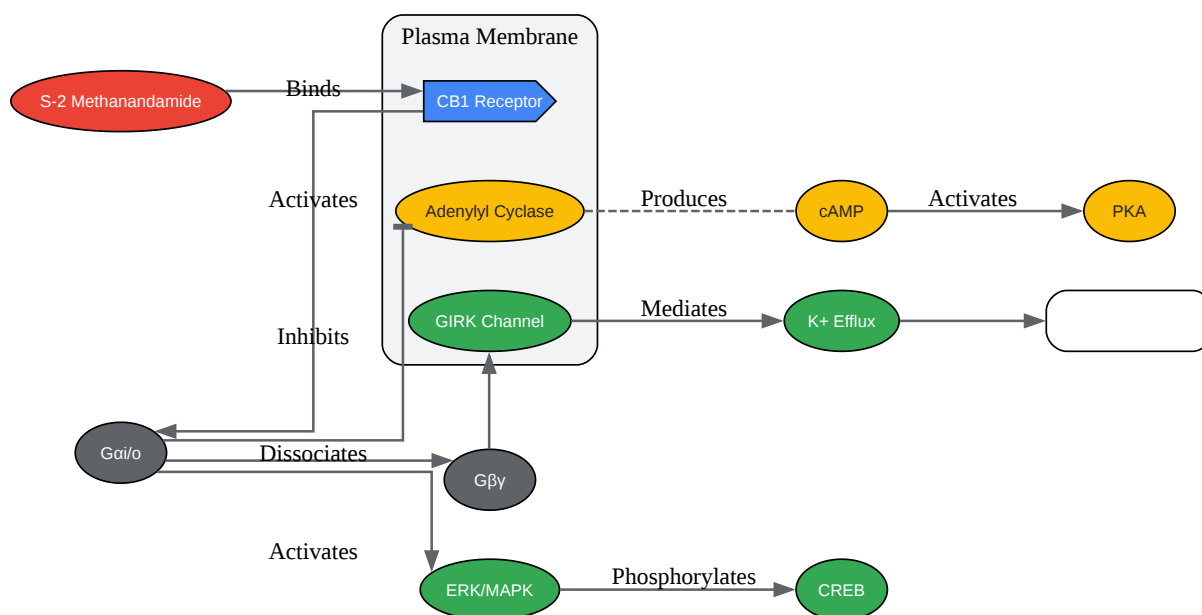 Plasma Membrane
S-2 Methanandamide
Binds
CB1 Receptor
Activates
Adenylyl Cyclase
Produces
cAMP
Activates
PKA
GIRK Channel
Mediates
K+ Efflux
Inhibits
Gαi/o
Dissociates
Gβγ
Activates
ERK/MAPK
Phosphorylates
CREB